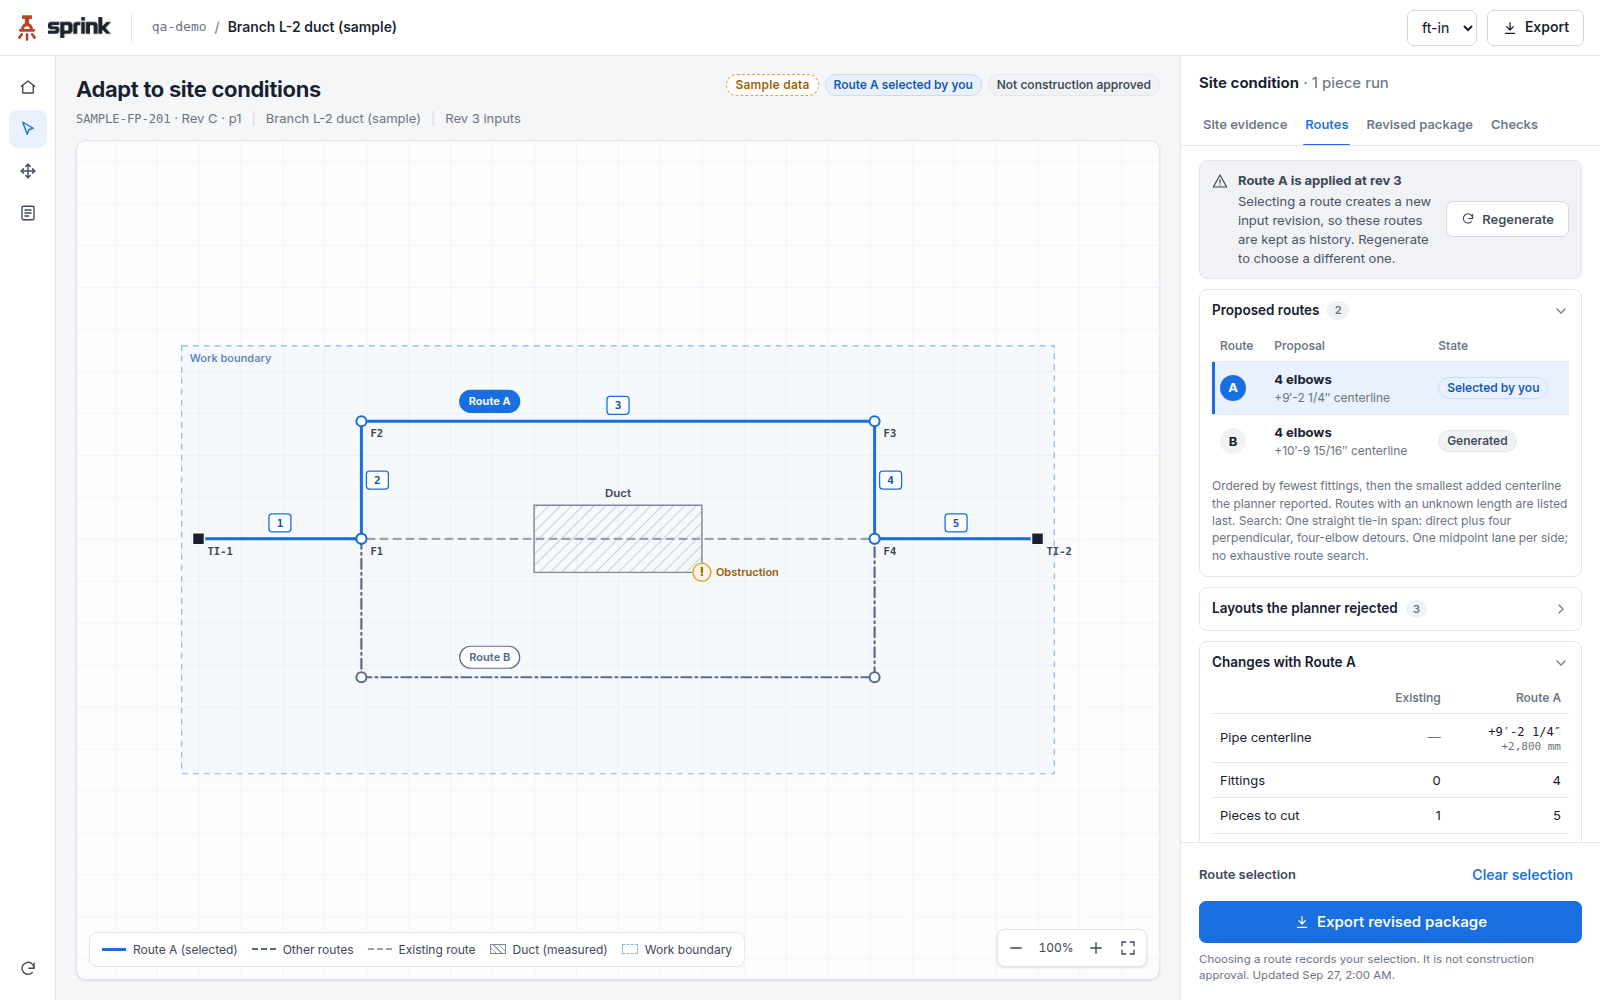 sprink
qa-demo / Branch L-2 duct (sample)
ft-in
Export
Adapt to site conditions
Sample data
Route A selected by you
Not construction approved
SAMPLE-FP-201 · Rev C · p1
Branch L-2 duct (sample)
Rev 3 inputs
Work boundary
Route A
3
F2
F3
2
4
Duct
1
5
TI-1
F1
F4
TI-2
! Obstruction
Route B
Route A (selected)
Other routes
Existing route
Duct (measured)
Work boundary
100%
Site condition · 1 piece run
Site evidence
Routes
Revised package
Checks
Route A is applied at rev 3
Selecting a route creates a new
input revision, so these routes
are kept as history. Regenerate
to choose a different one.
Regenerate
Proposed routes 2
Route Proposal State
A 4 elbows Selected by you
+9′-2 1/4″ centerline
B 4 elbows Generated
+10′-9 15/16″ centerline
Ordered by fewest fittings, then the smallest added centerline
the planner reported. Routes with an unknown length are listed
last. Search: One straight tie-in span: direct plus four
perpendicular, four-elbow detours. One midpoint lane per side;
no exhaustive route search.
Layouts the planner rejected 3
Changes with Route A
Existing Route A
Pipe centerline — +9′-2 1/4″
+2,800 mm
Fittings 0 4
Pieces to cut 1 5
Route selection
Clear selection
Export revised package
Choosing a route records your selection. It is not construction
approval. Updated Sep 27, 2:00 AM.